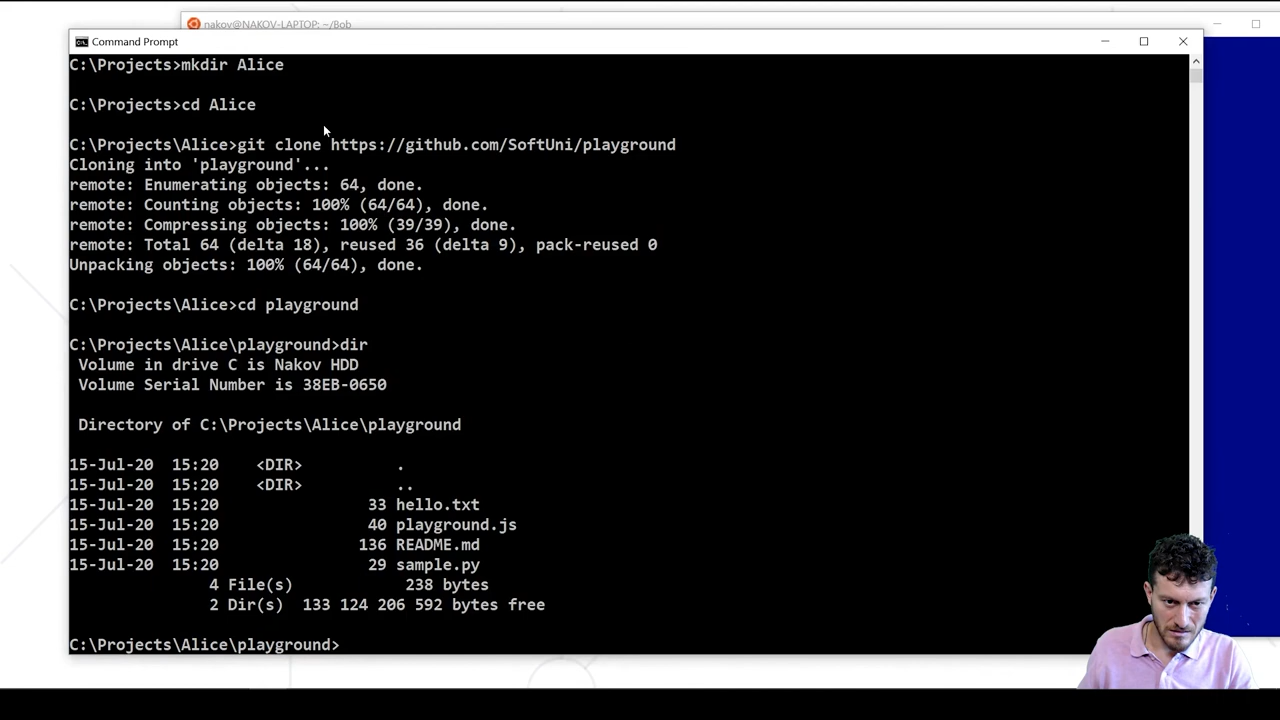 nakov@NAKOV-LAPTOP: ~/Bob
Command Prompt
C:\Projects>mkdir Alice
C:\Projects>cd Alice
C:\Projects\Alice>git clone https://github.com/SoftUni/playground
Cloning into 'playground'...
remote: Enumerating objects: 64, done.
remote: Counting objects: 100% (64/64), done.
remote: Compressing objects: 100% (39/39), done.
remote: Total 64 (delta 18), reused 36 (delta 9), pack-reused 0
Unpacking objects: 100% (64/64), done.
C:\Projects\Alice>cd playground
C:\Projects\Alice\playground>dir
Volume in drive C is Nakov HDD
Volume Serial Number is 38EB-0650
Directory of C:\Projects\Alice\playground
15-Jul-20  15:20    <DIR>          .
15-Jul-20  15:20    <DIR>          ..
15-Jul-20  15:20                33 hello.txt
15-Jul-20  15:20                40 playground.js
15-Jul-20  15:20               136 README.md
15-Jul-20  15:20                29 sample.py
4 File(s)            238 bytes
2 Dir(s)  133 124 206 592 bytes free
C:\Projects\Alice\playground>